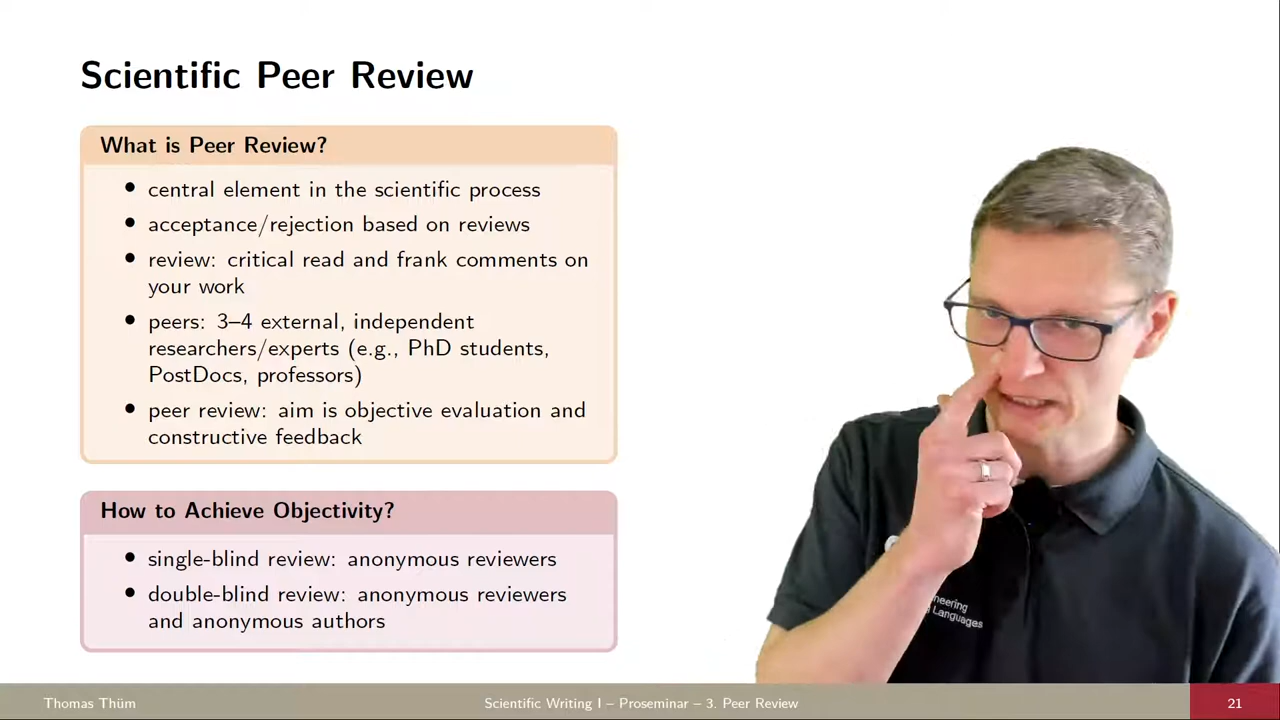 Scientific Peer Review
What is Peer Review?
• central element in the scientific process
• acceptance/rejection based on reviews
• review: critical read and frank comments on
your work
• peers: 3–4 external, independent
researchers/experts (e.g., PhD students,
PostDocs, professors)
• peer review: aim is objective evaluation and
constructive feedback
How to Achieve Objectivity?
• single-blind review: anonymous reviewers
• double-blind review: anonymous reviewers
and anonymous authors
neering
Languages
Thomas Thüm
Scientific Writing I – Proseminar – 3. Peer Review
21